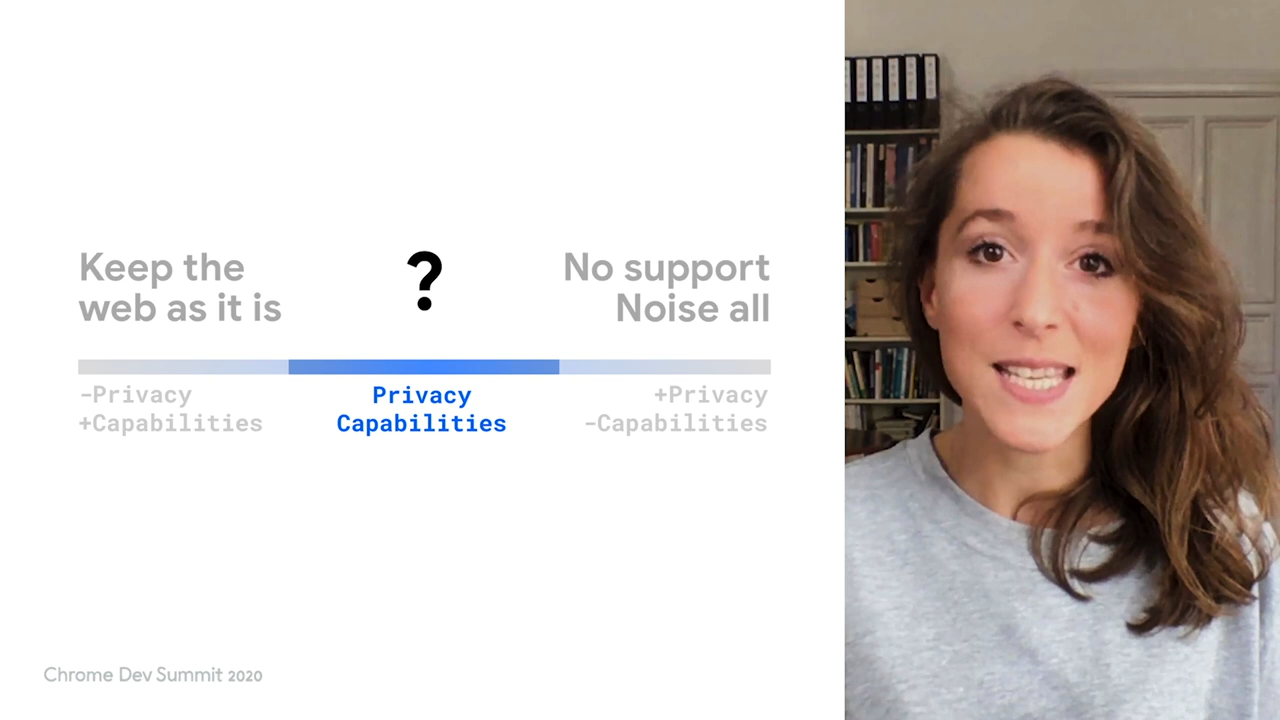 Keep the
web as it is
?
No support
Noise all
-Privacy
+Capabilities
Privacy
Capabilities
+Privacy
-Capabilities
Chrome Dev Summit 2020